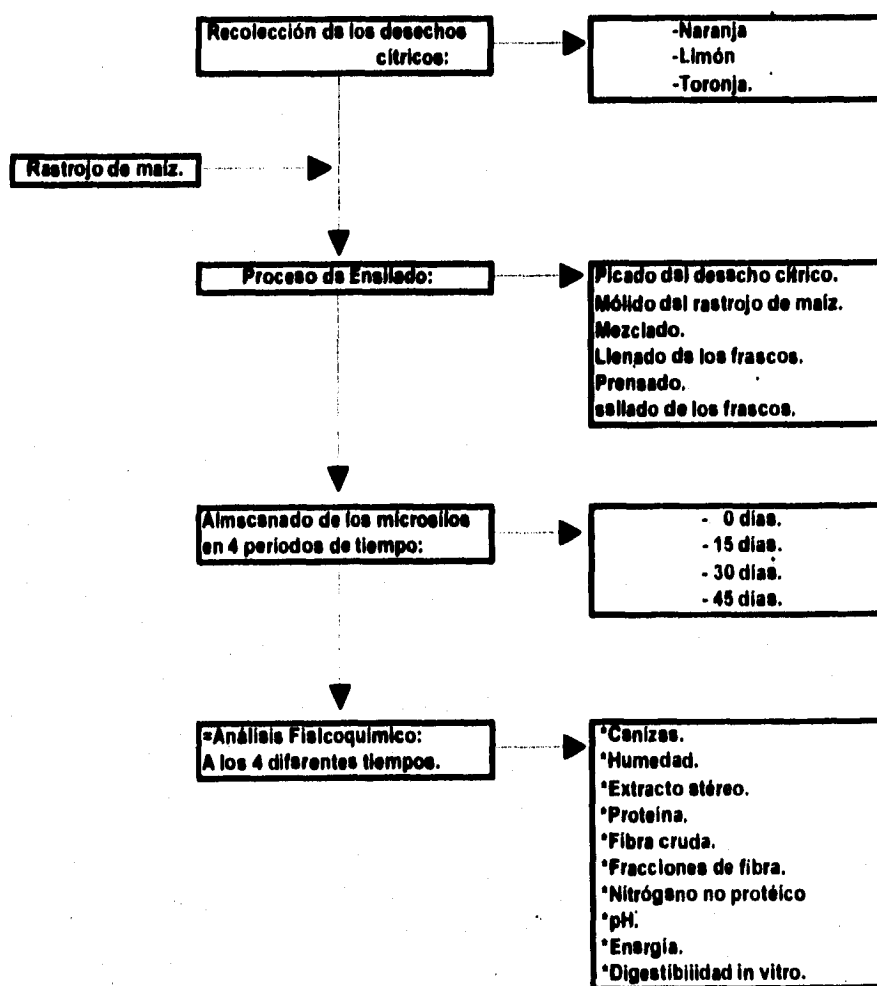 Recolección de los desechos
cítricos:
-Naranja
-Limón
-Toronja.
Rastrojo de maíz.
Proceso de Ensilado:
Picado del desecho cítrico.
Mólido del rastrojo de maíz.
Mezclado.
Llenado de los frascos.
Prensado.
sellado de los frascos.
Almacenado de los microsilos
en 4 periodos de tiempo:
- 0 días.
- 15 días.
- 30 días.
- 45 días.
=Análisis Fisicoquímico:
A los 4 diferentes tiempos.
*Cenizas.
*Humedad.
*Extracto etéreo.
*Proteína.
*Fibra cruda.
*Fracciones de fibra.
*Nitrógeno no protéico
*pH.
*Energía.
*Digestibilidad in vitro.